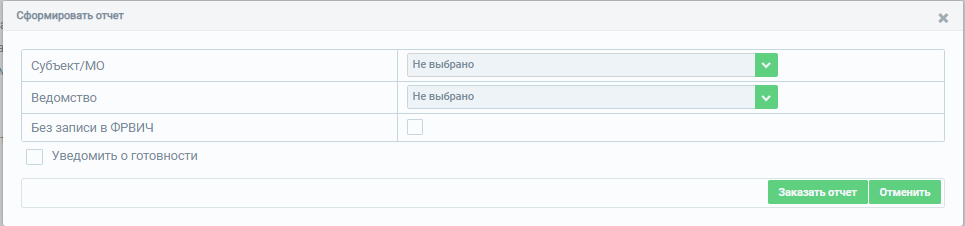 Сформировать отчет
Субъект/МО
Не выбрано
Ведомство
Не выбрано
Без записи в ФРВИЧ
Уведомить о готовности
Заказать отчет
Отменить